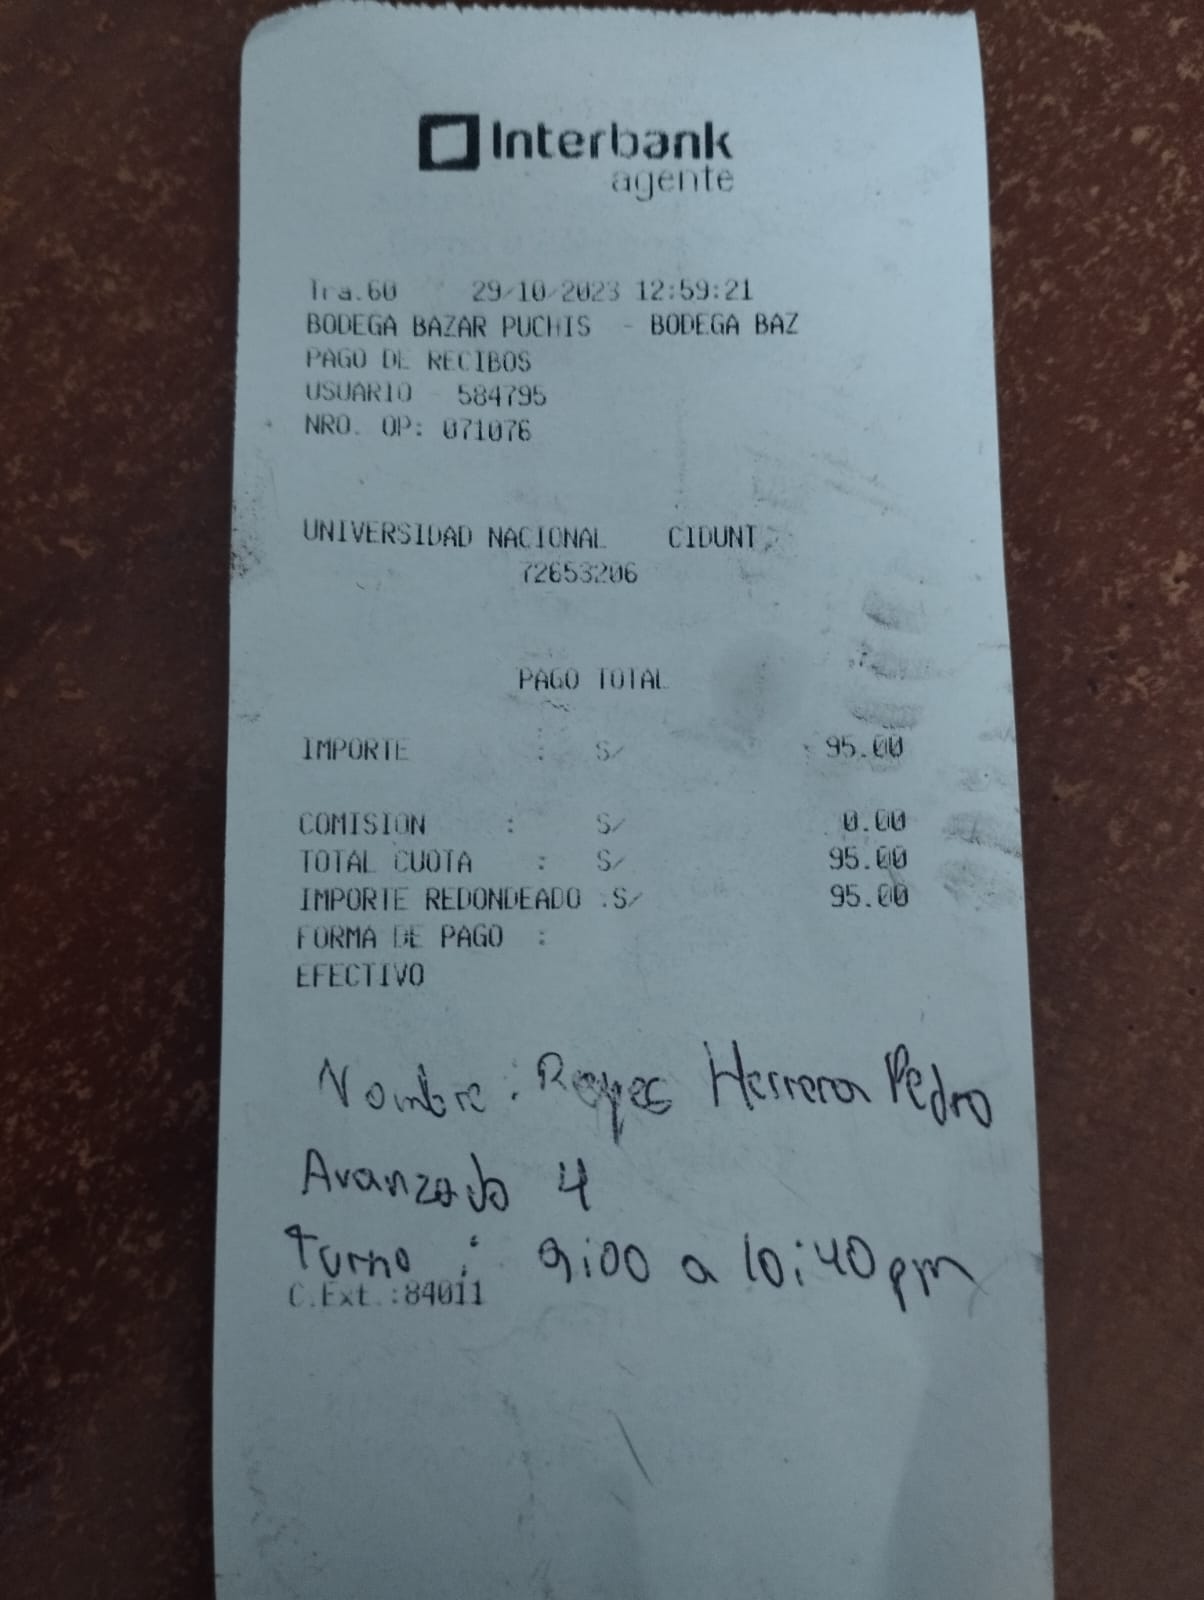 Interbank
agente
Tra.60 29/10/2023 12:59:21
BODEGA BAZAR PUCHIS - BODEGA BAZ
PAGO DE RECIBOS
USUARIO - 584795
NRO. OP: 071076
UNIVERSIDAD NACIONAL CIDUNT
72653206
PAGO TOTAL
IMPORTE : S/ 95.00
COMISION : S/ 0.00
TOTAL CUOTA : S/ 95.00
IMPORTE REDONDEADO :S/ 95.00
FORMA DE PAGO :
EFECTIVO
Nombre : Reyes Herrera Pedro
Avanzado 4
Turno : 9:00 a 10:40 pm
C.Ext.:84011